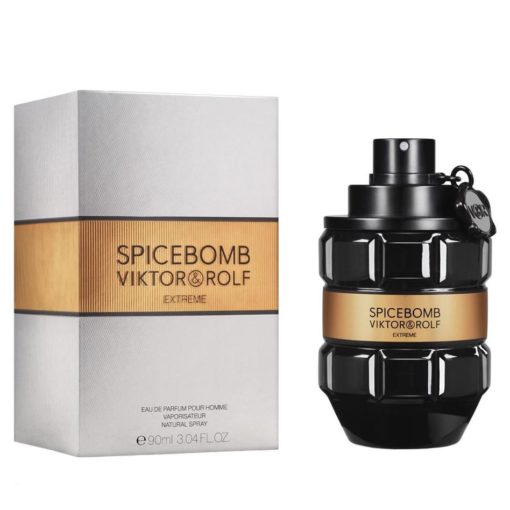 SPICEBOMB
VIKTOR&ROLF
EXTREME
EAU DE PARFUM POUR HOMME
VAPORISATEUR
NATURAL SPRAY
e 90ml 3.04 FL.OZ.
V&R
SPICEBOMB
VIKTOR&ROLF
EXTREME